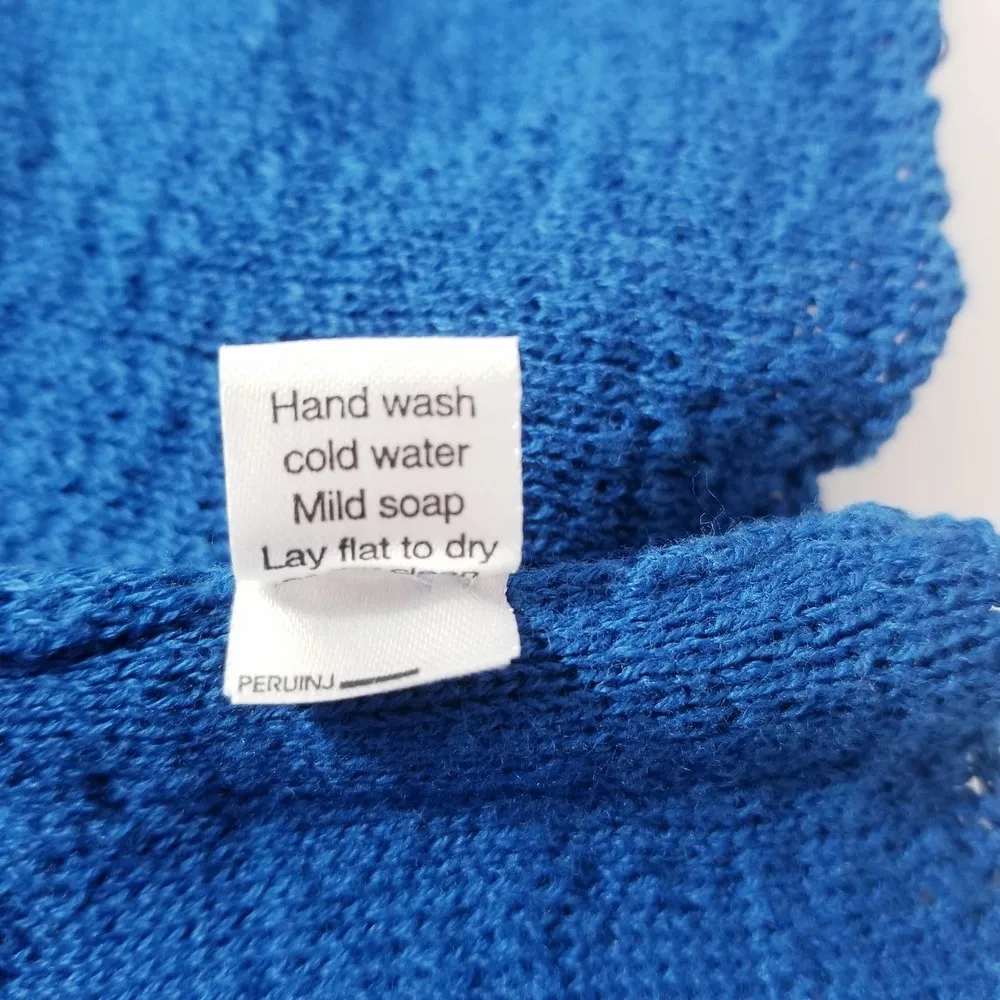 Hand wash
cold water
Mild soap
Lay flat to dry
PERUINJ